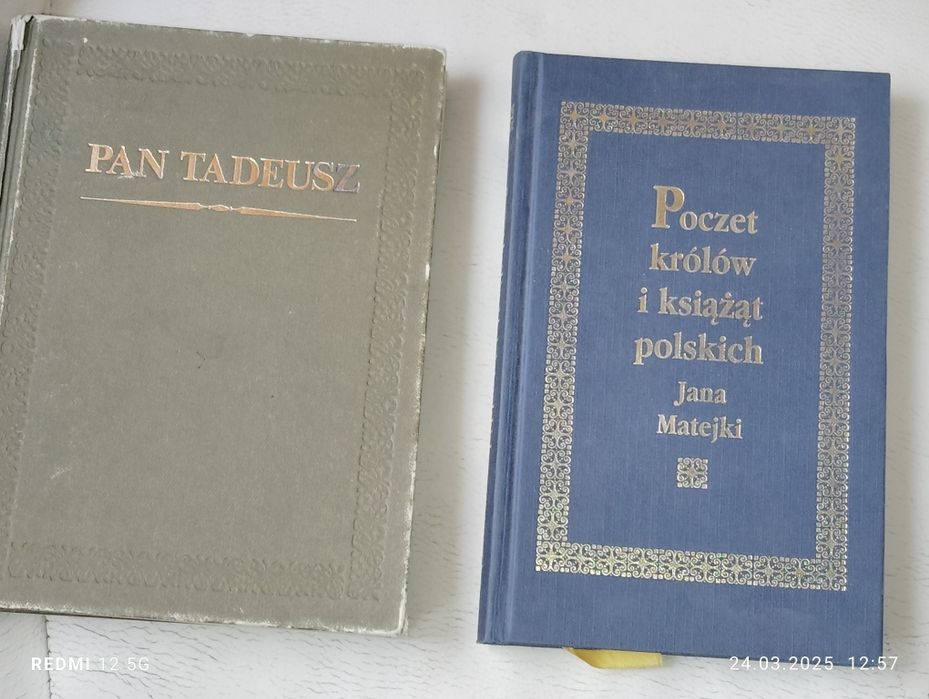 PAN TADEUSZ
Poczet
królów
i książąt
polskich
Jana
Matejki
REDMI 12 5G
24.03.2025 12:57